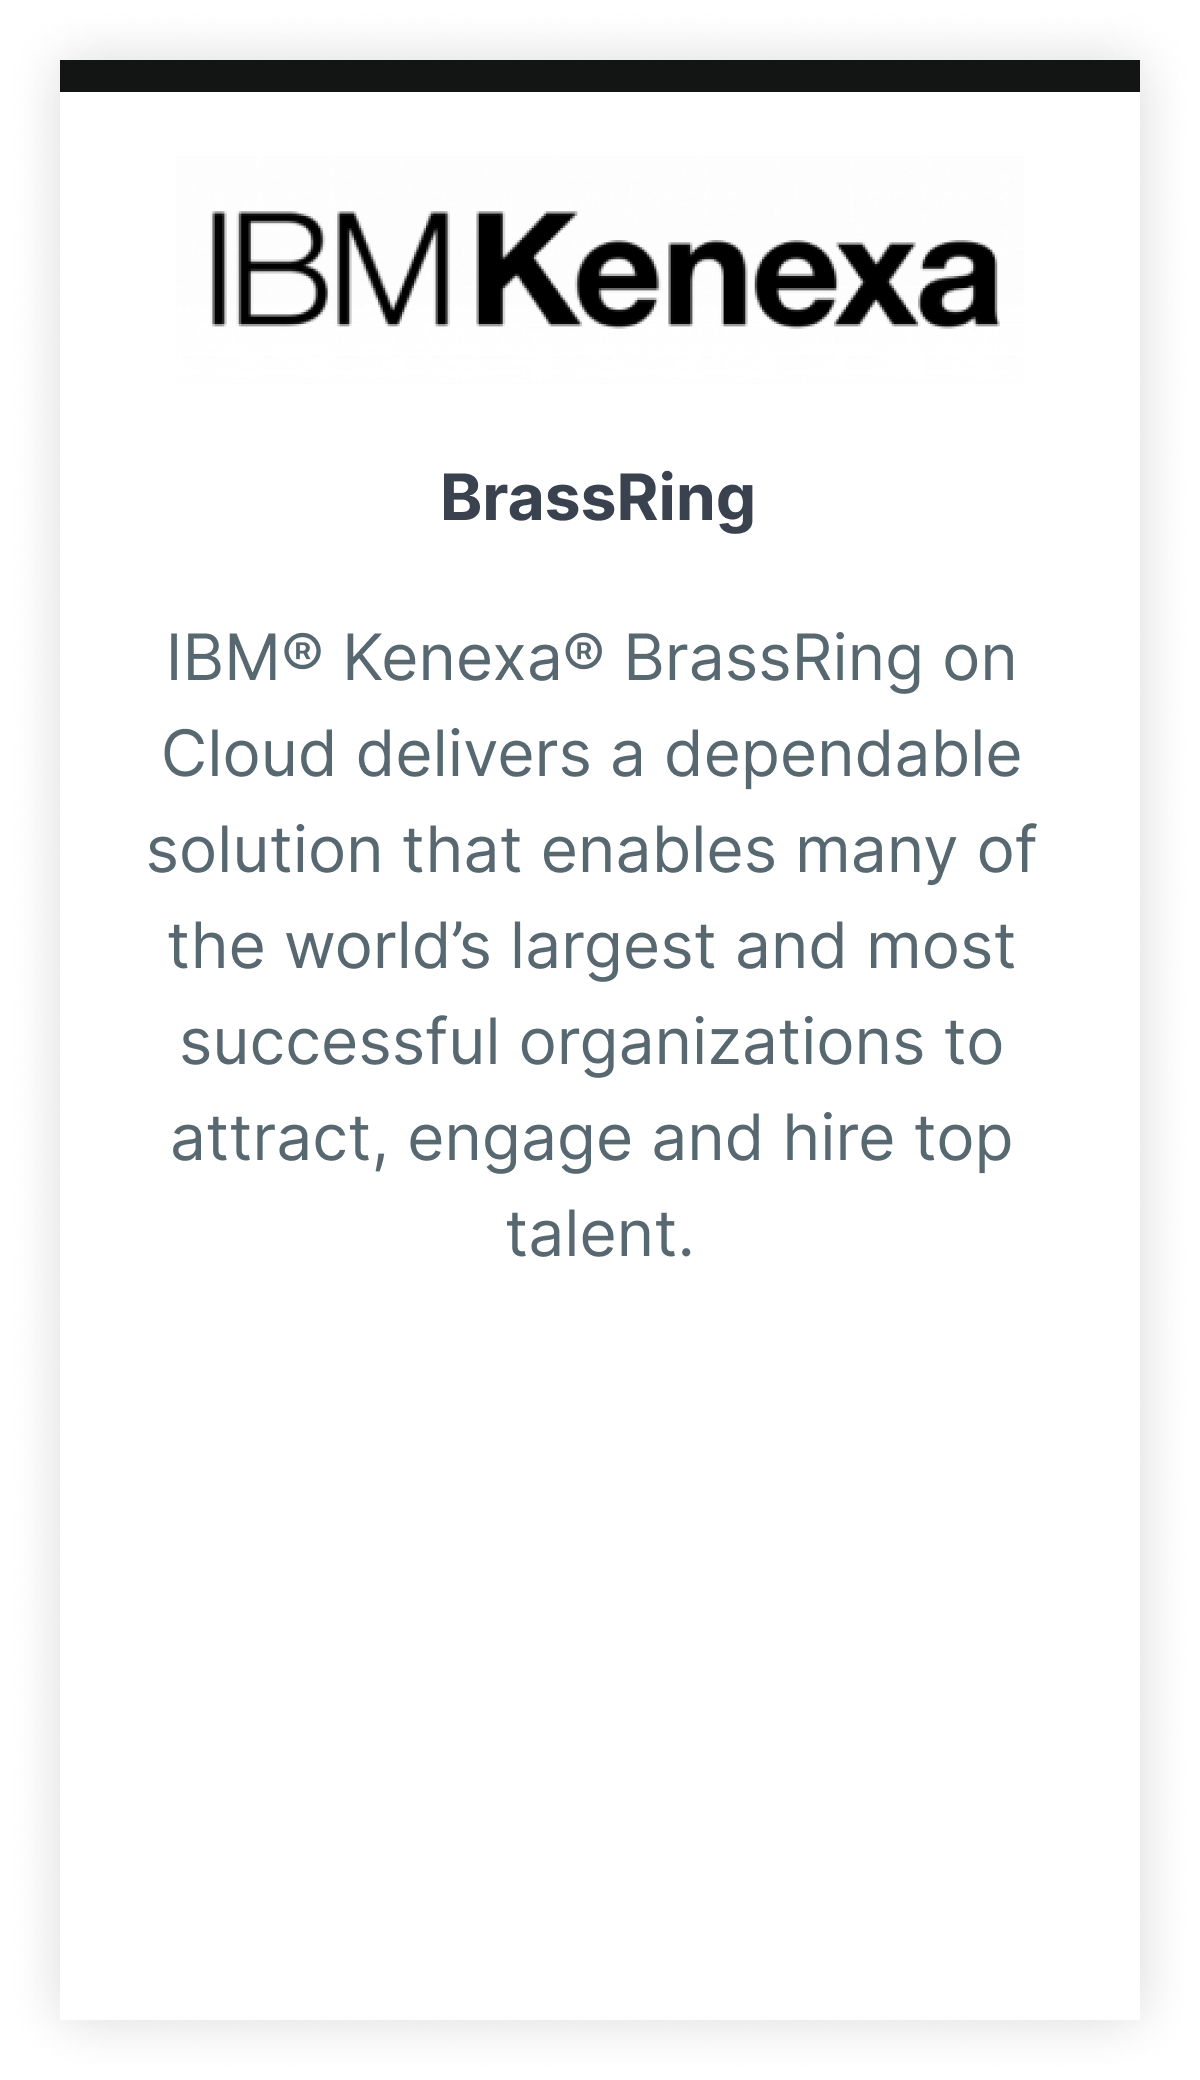 IBM Kenexa
BrassRing
IBM® Kenexa® BrassRing on
Cloud delivers a dependable
solution that enables many of
the world’s largest and most
successful organizations to
attract, engage and hire top
talent.